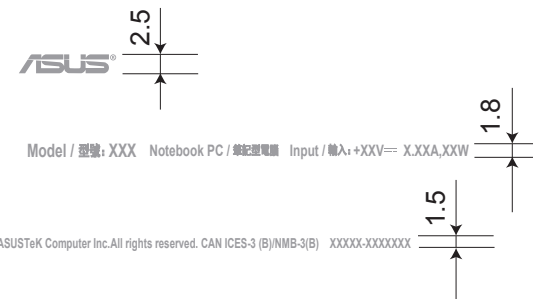 2.5
ASUS®
1.8
Model / 型號: XXX Notebook PC / 筆記型電腦 Input / 輸入: +XXV⎓ X.XXA,XXW
1.5
ASUSTeK Computer Inc.All rights reserved. CAN ICES-3 (B)/NMB-3(B) XXXXX-XXXXXXX